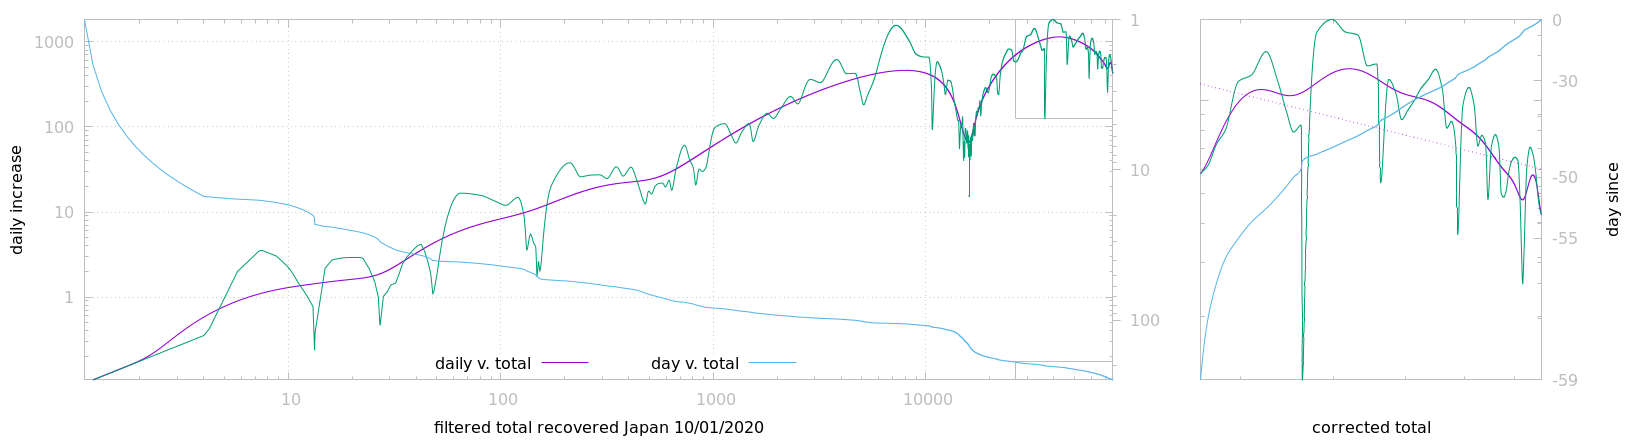 1000
100
10
1
daily increase
10
100
1000
10000
filtered total recovered Japan 10/01/2020
daily v. total
day v. total
1
10
100
0
-30
-50
-55
-59
day since
corrected total